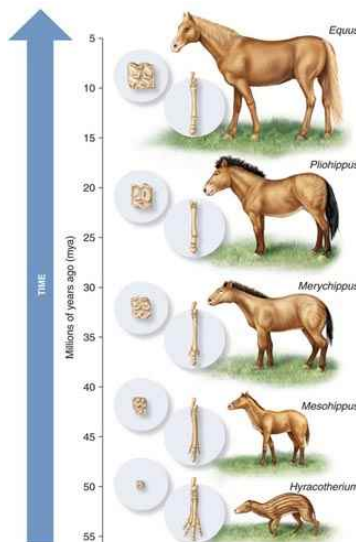 5
Equus
10
15
Pliohippus
20
25
30
Merychippus
35
40
Mesohippus
45
50
Hyracotherium
55
TIME
Millions of years ago (mya)